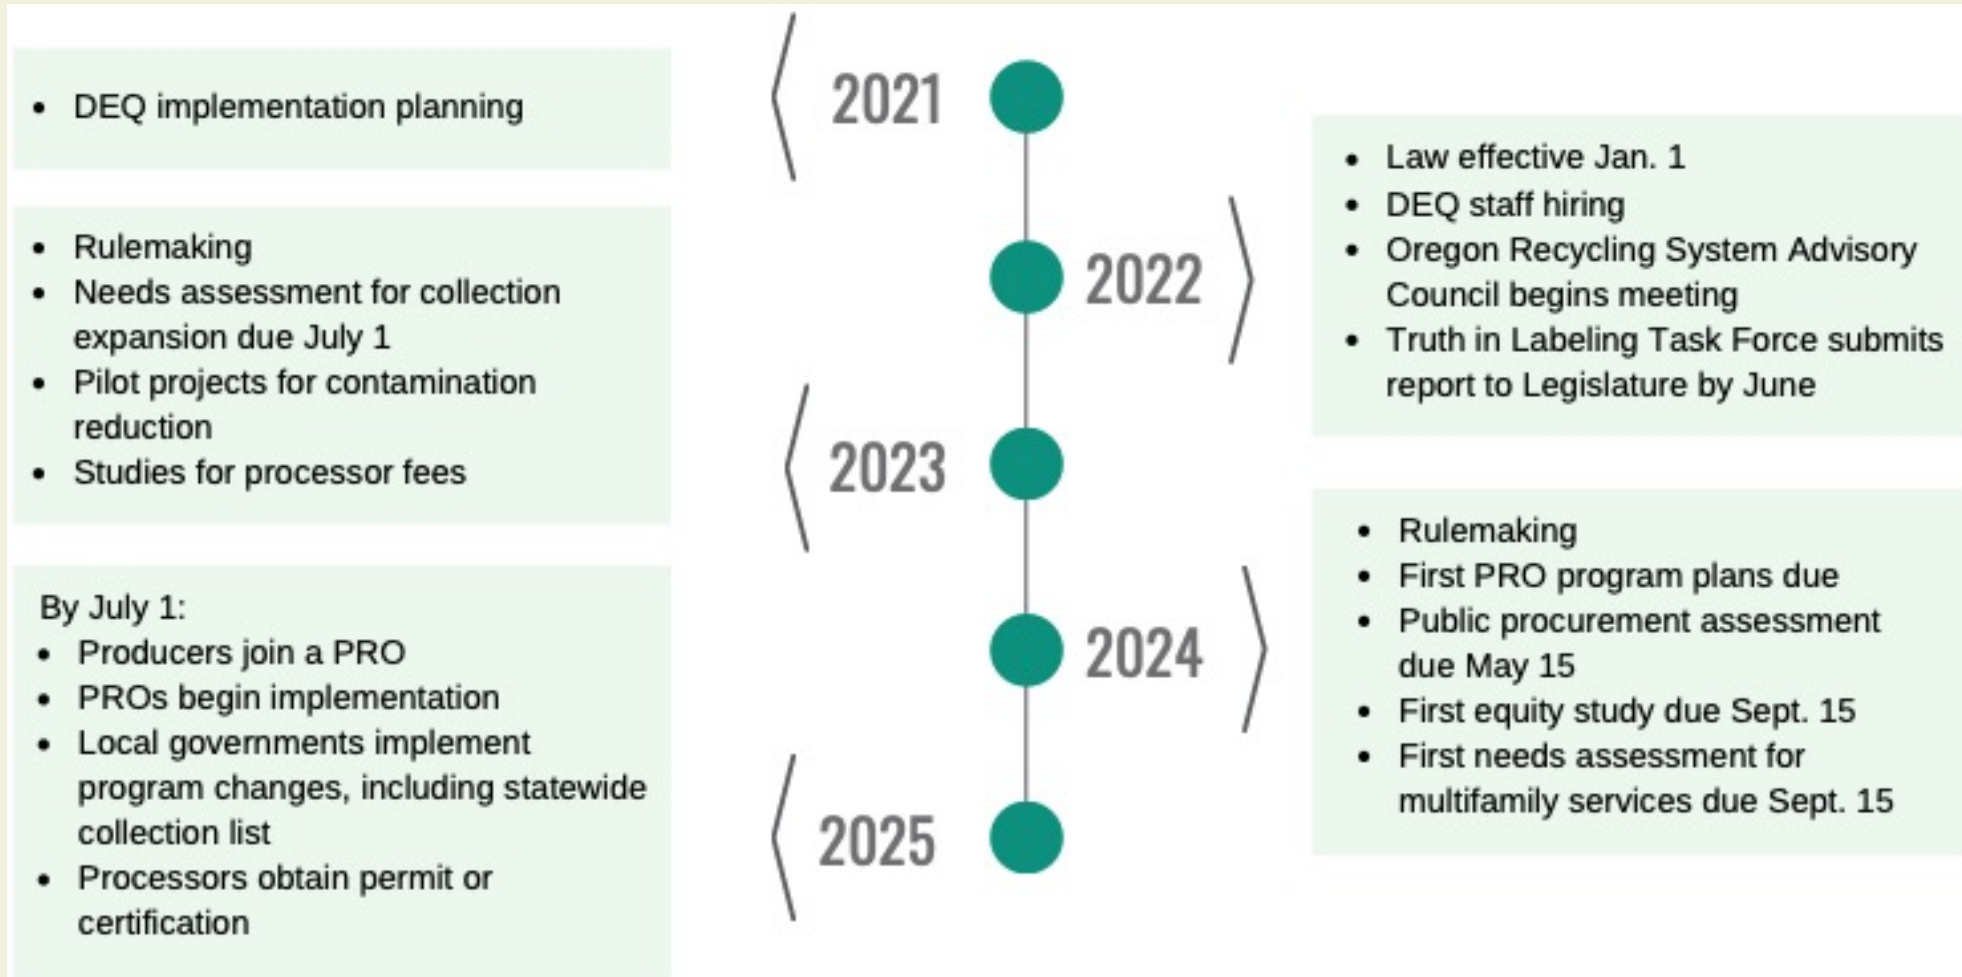 2021
• DEQ implementation planning
2022
• Law effective Jan. 1
• DEQ staff hiring
• Oregon Recycling System Advisory
Council begins meeting
• Truth in Labeling Task Force submits
report to Legislature by June
2023
• Rulemaking
• Needs assessment for collection
expansion due July 1
• Pilot projects for contamination
reduction
• Studies for processor fees
2024
• Rulemaking
• First PRO program plans due
• Public procurement assessment
due May 15
• First equity study due Sept. 15
• First needs assessment for
multifamily services due Sept. 15
2025
By July 1:
• Producers join a PRO
• PROs begin implementation
• Local governments implement
program changes, including statewide
collection list
• Processors obtain permit or
certification